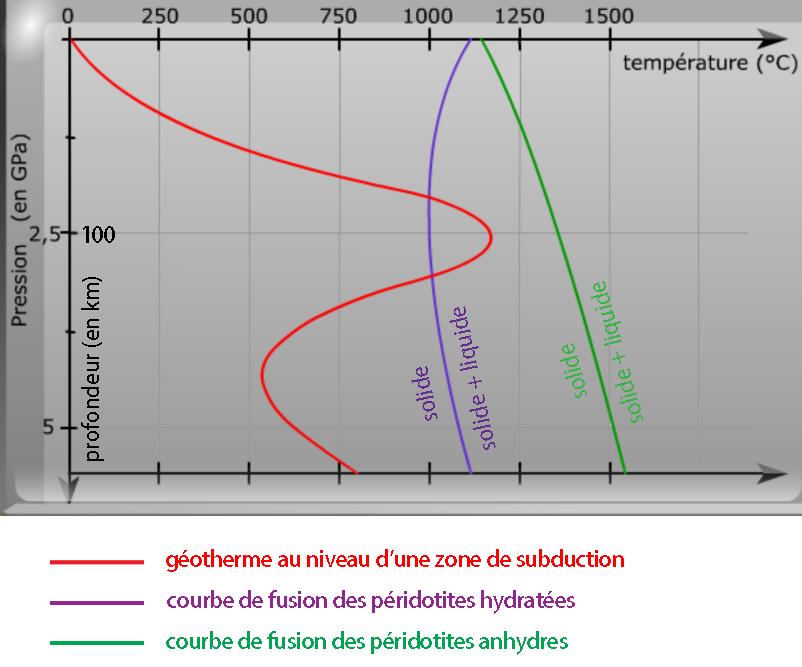 0 250 500 750 1000 1250 1500
température (°C)
Pression (en GPa)
2,5 100
profondeur (en km)
5
solide
solide + liquide
solide
solide + liquide
géotherme au niveau d'une zone de subduction
courbe de fusion des péridotites hydratées
courbe de fusion des péridotites anhydres